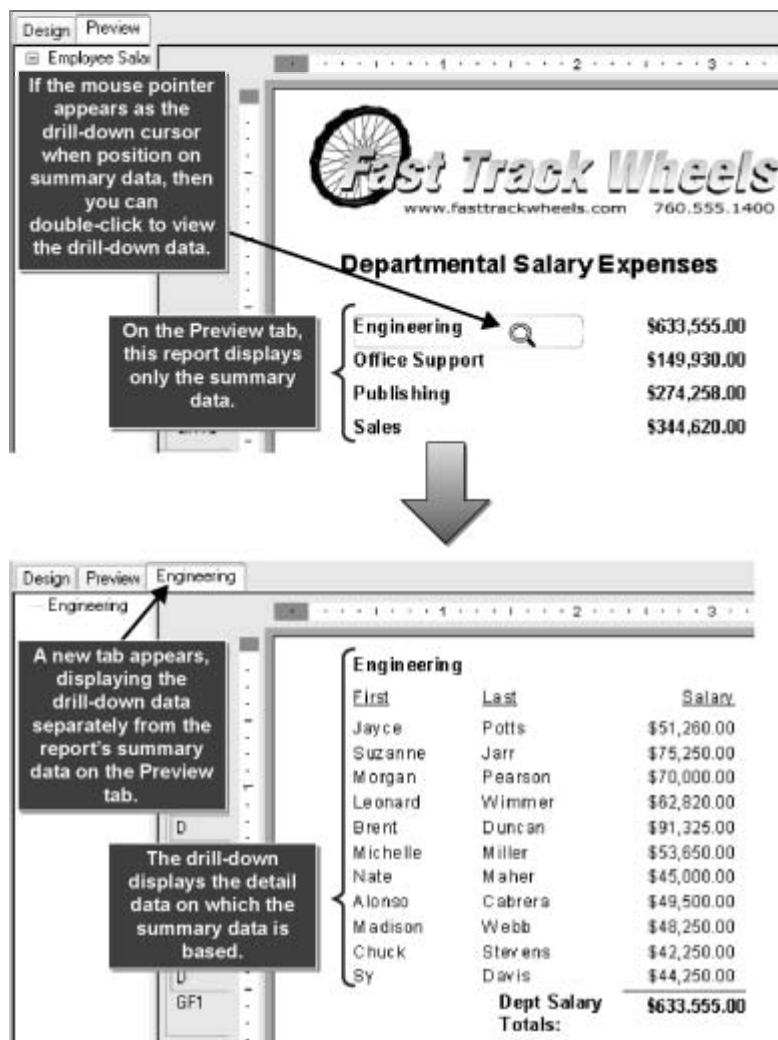 Design Preview
Employee Salar
1 2 3
If the mouse pointer
appears as the
drill-down cursor
when position on
summary data, then
you can
double-click to view
the drill-down data.
Fast Track Wheels
www.fasttrackwheels.com 760.555.1400
Departmental Salary Expenses
On the Preview tab,
this report displays
only the summary
data.
Engineering $633,555.00
Office Support $149,930.00
Publishing $274,258.00
Sales $344,620.00
Design Preview Engineering
Engineering
1 2 3
A new tab appears,
displaying the
drill-down data
separately from the
report's summary
data on the Preview
tab.
1
D
The drill-down
displays the detail
data on which the
summary data is
based.
D
GF1
Engineering
First Last Salary
Jayce Potts $51,260.00
Suzanne Jarr $75,250.00
Morgan Pearson $70,000.00
Leonard Wimmer $62,820.00
Brent Duncan $91,325.00
Michelle Miller $53,650.00
Nate Maher $45,000.00
Alonso Cabrera $49,500.00
Madison Webb $48,250.00
Chuck Stevens $42,250.00
Sy Davis $44,250.00
Dept Salary $633.555.00
Totals: